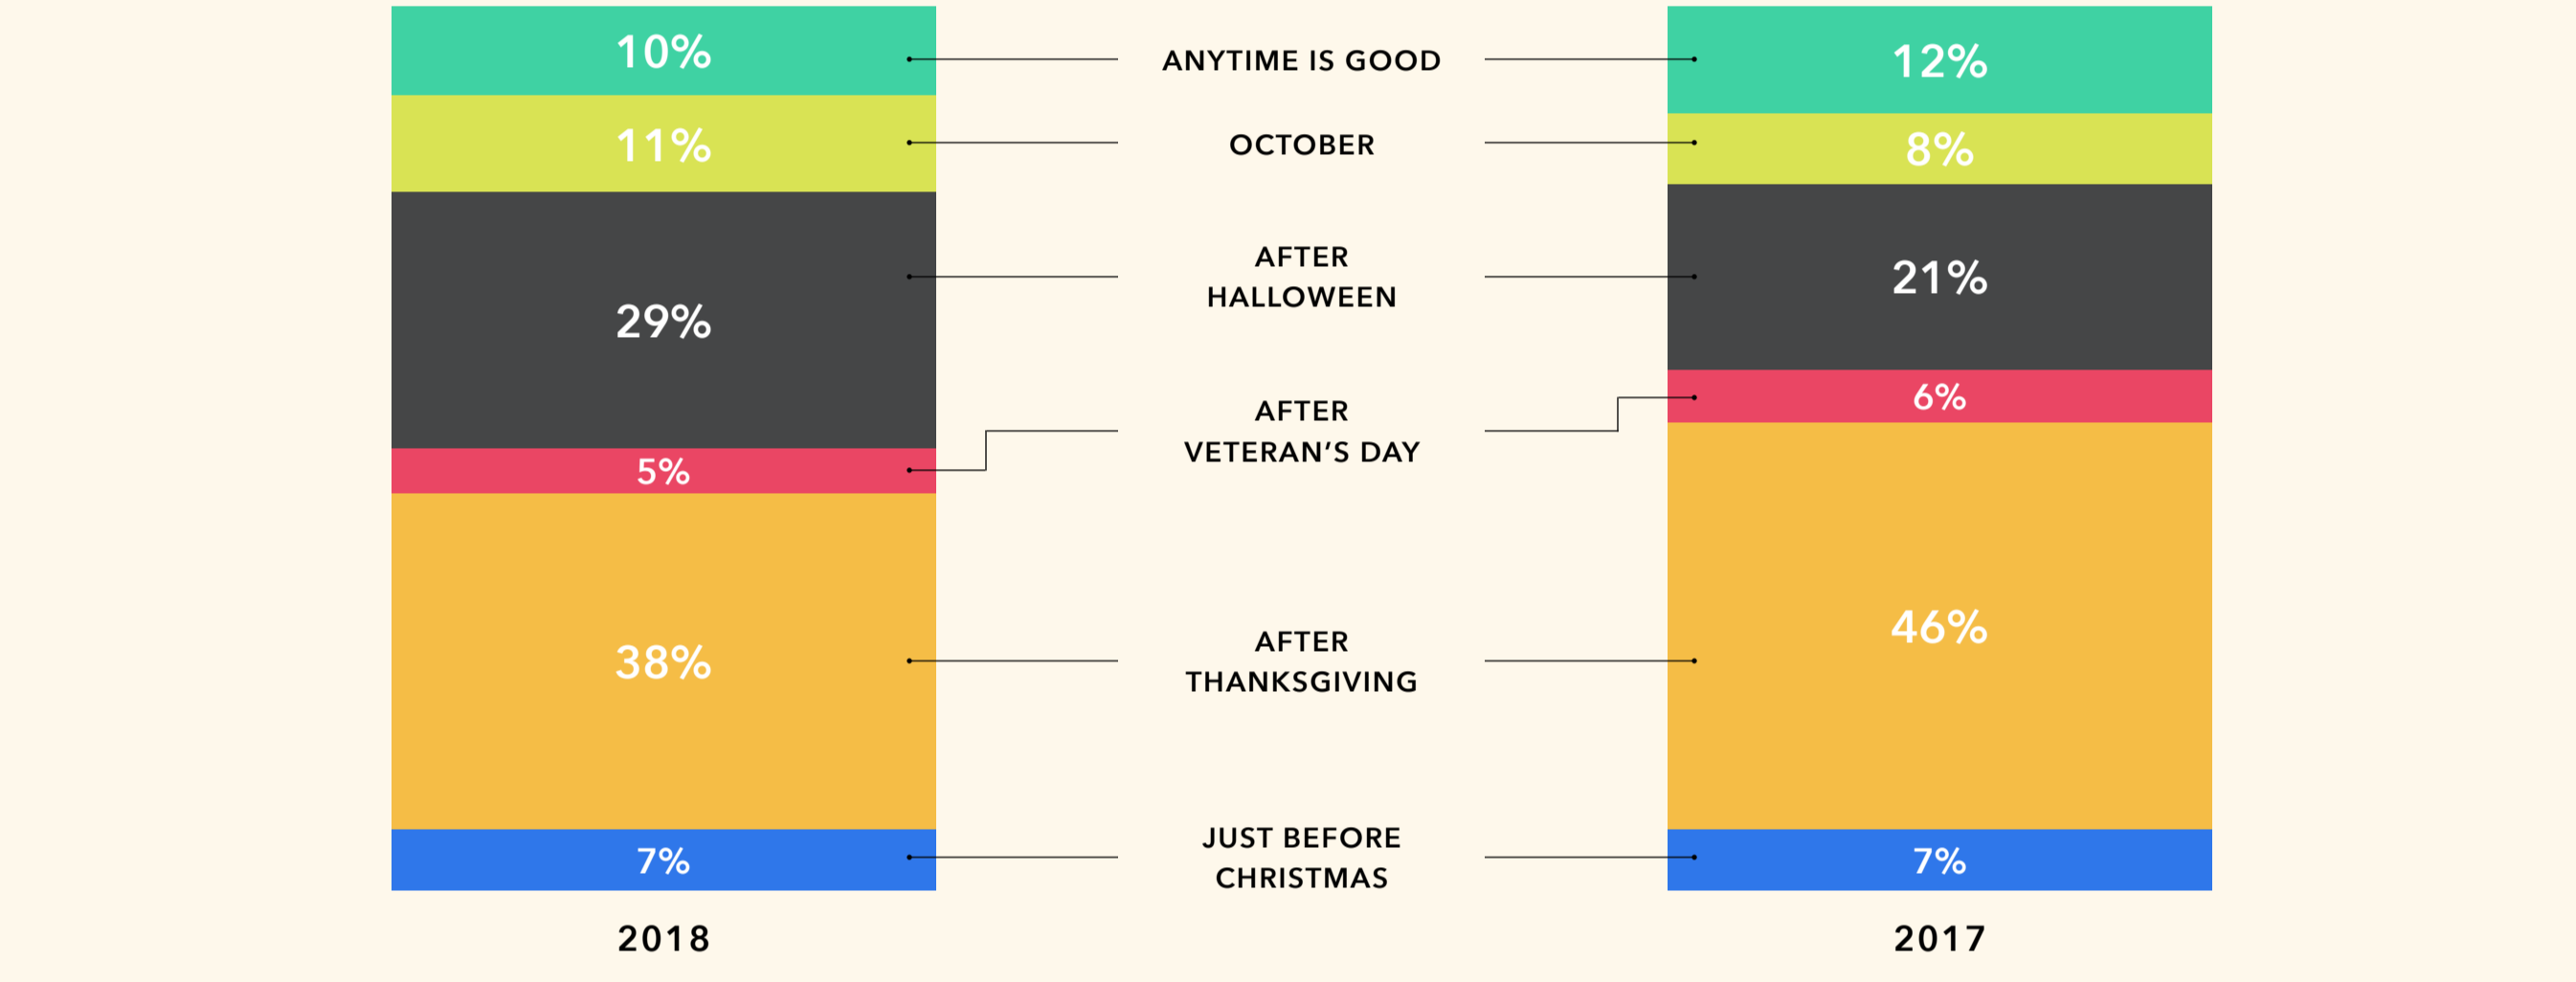 10%
ANYTIME IS GOOD
12%
11%
OCTOBER
8%
29%
AFTER
HALLOWEEN
21%
5%
AFTER
VETERAN’S DAY
6%
38%
AFTER
THANKSGIVING
46%
7%
JUST BEFORE
CHRISTMAS
7%
2018
2017